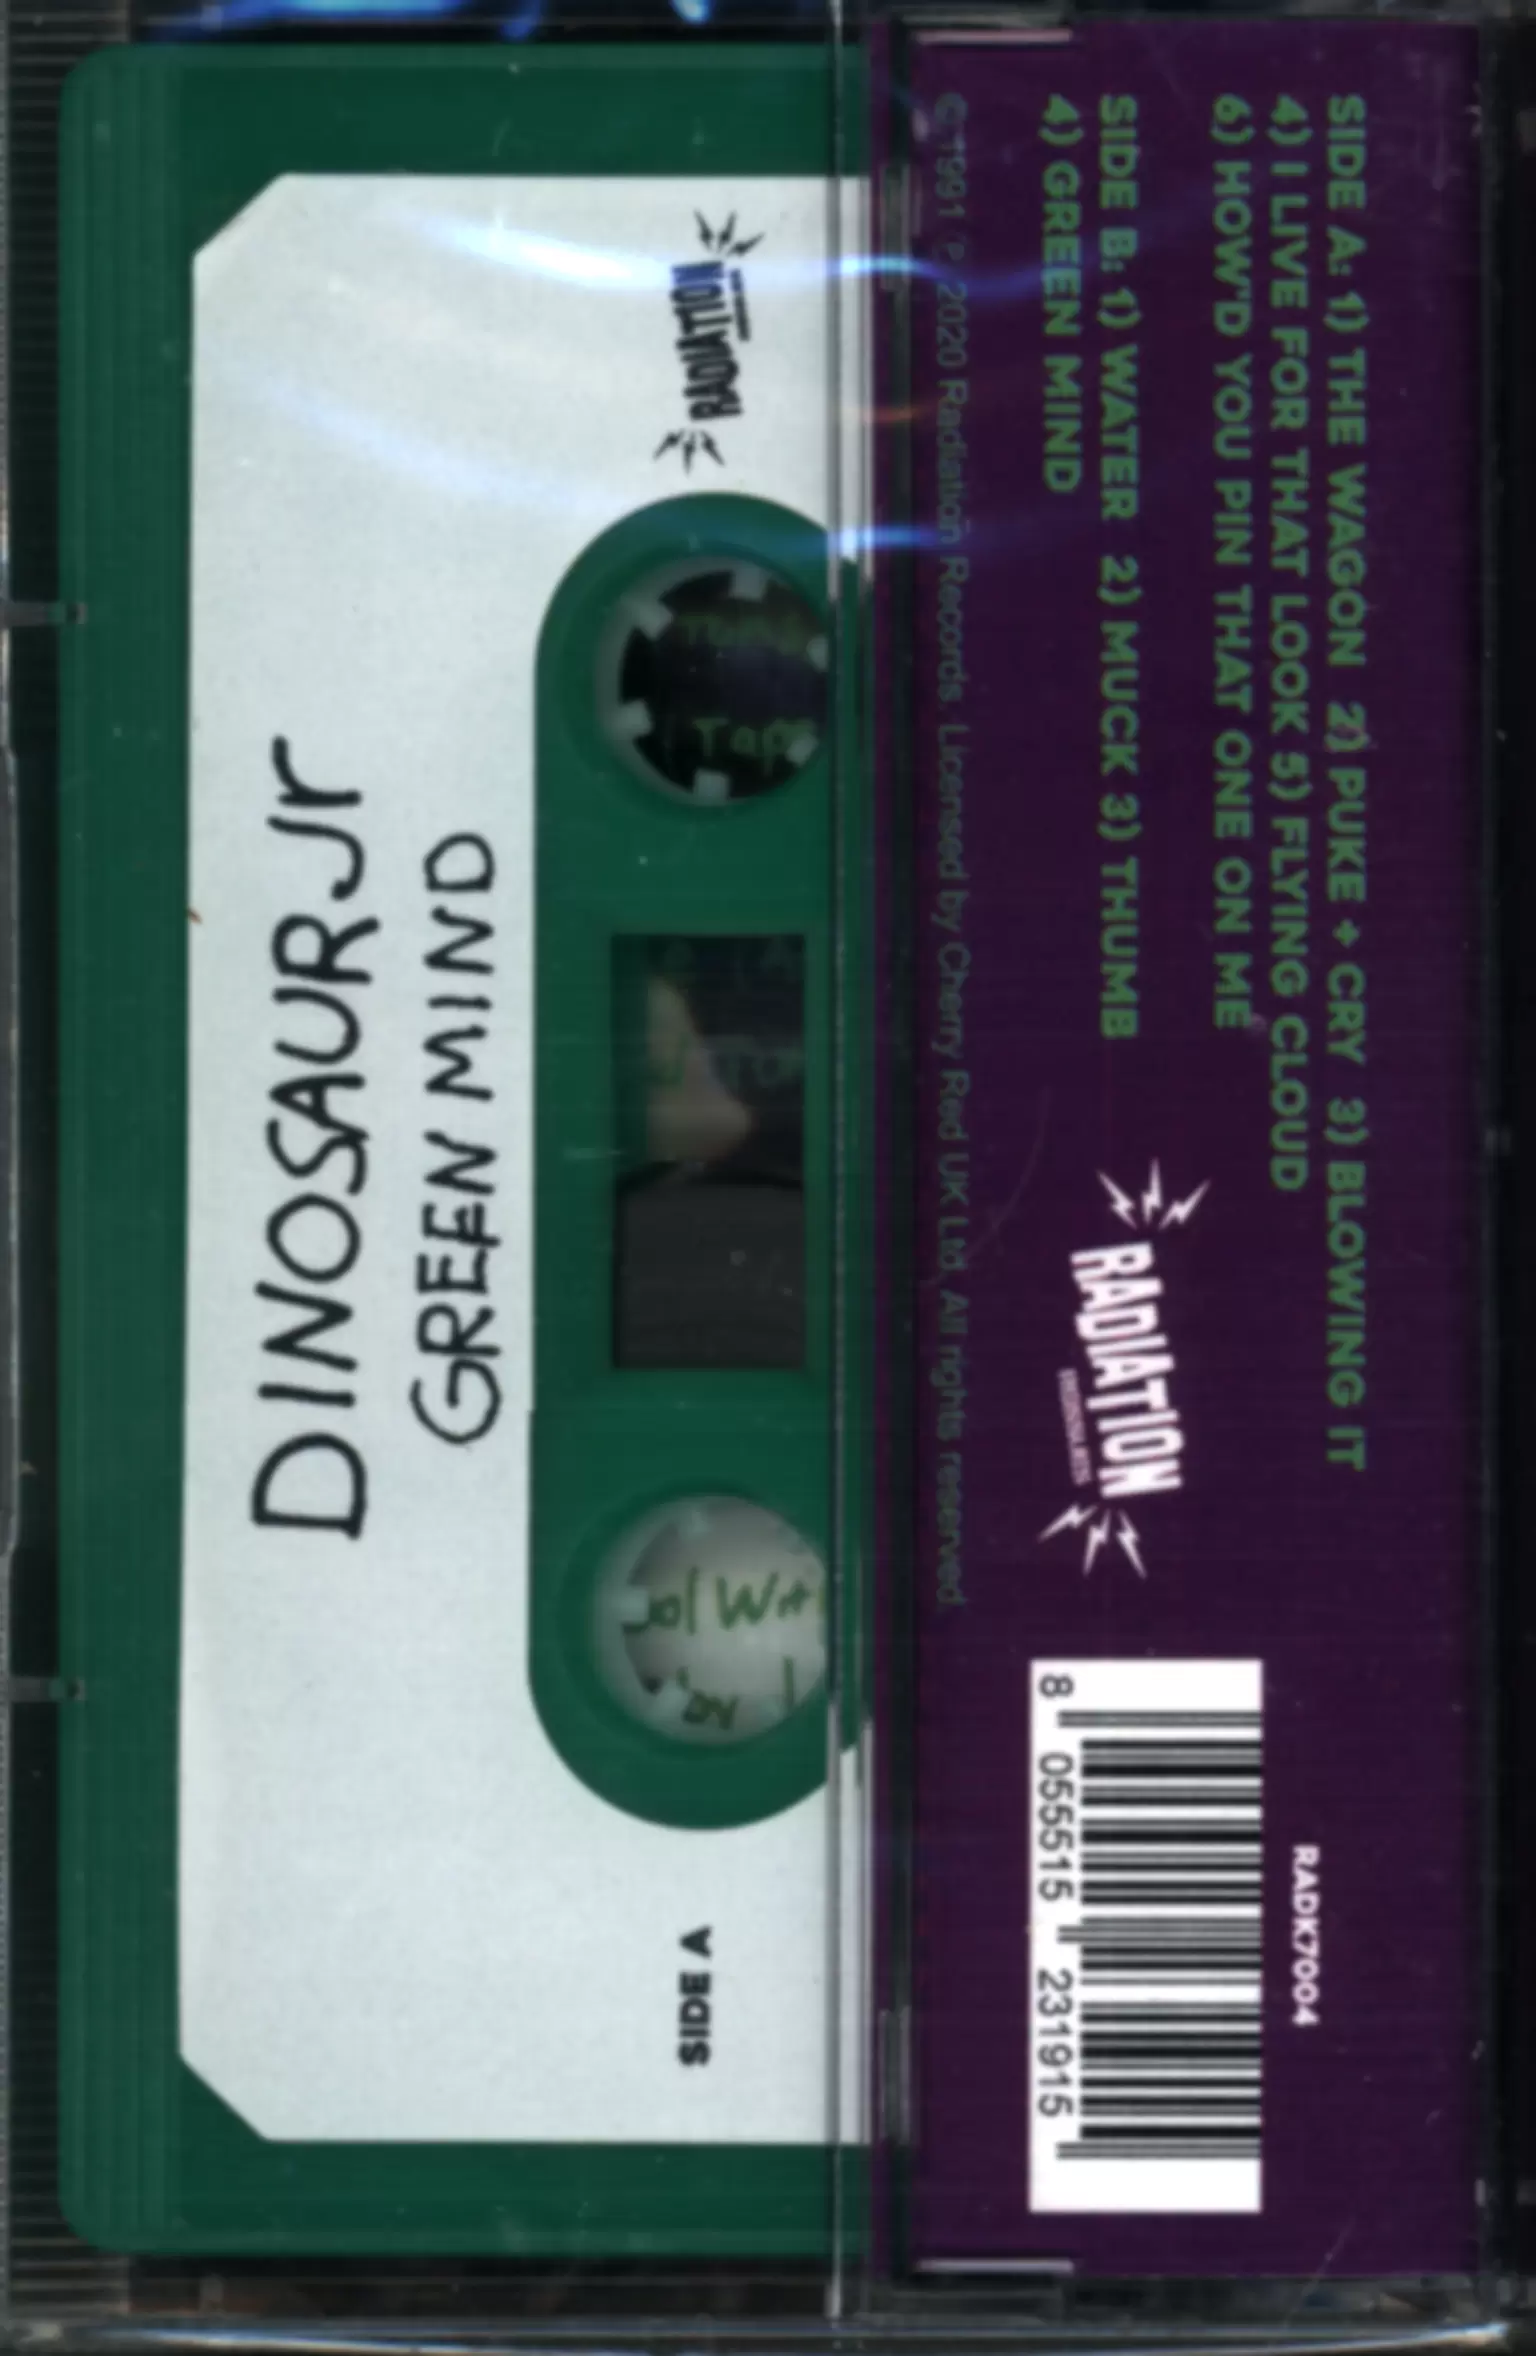 SIDE A: 1) THE WAGON 2) PUKE + CRY 3) BLOWING IT
4) I LIVE FOR THAT LOOK 5) FLYING CLOUD
6) HOW'D YOU PIN THAT ONE ON ME
SIDE B: 1) WATER 2) MUCK 3) THUMB
4) GREEN MIND
© 1991 ℗ 2020 Radiation Records. Licensed by Cherry Red UK Ltd. All rights reserved.
RADIATION
RADK7004
8 055515 231915
DINOSAUR Jr
GREEN MIND
RADIATION
SIDE A